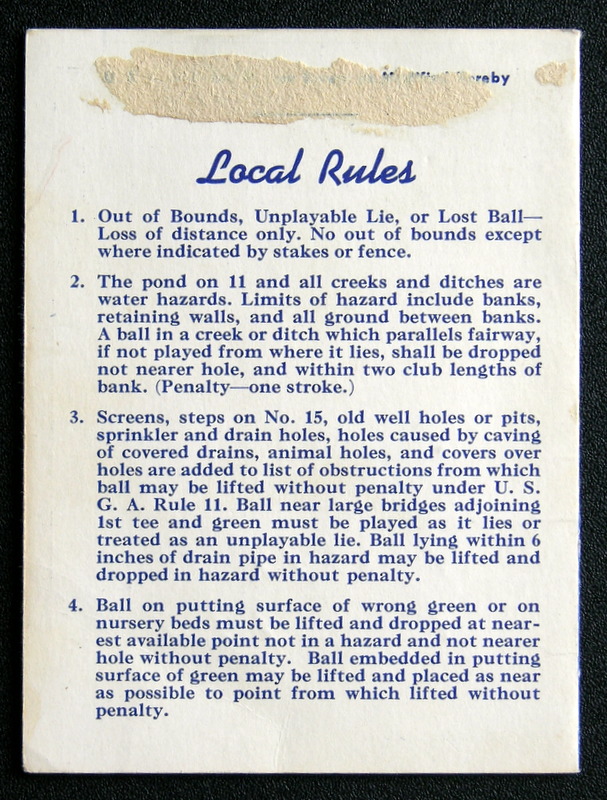 Local Rules
1. Out of Bounds, Unplayable Lie, or Lost Ball—
Loss of distance only. No out of bounds except
where indicated by stakes or fence.
2. The pond on 11 and all creeks and ditches are
water hazards. Limits of hazard include banks,
retaining walls, and all ground between banks.
A ball in a creek or ditch which parallels fairway,
if not played from where it lies, shall be dropped
not nearer hole, and within two club lengths of
bank. (Penalty—one stroke.)
3. Screens, steps on No. 15, old well holes or pits,
sprinkler and drain holes, holes caused by caving
of covered drains, animal holes, and covers over
holes are added to list of obstructions from which
ball may be lifted without penalty under U. S.
G. A. Rule 11. Ball near large bridges adjoining
1st tee and green must be played as it lies or
treated as an unplayable lie. Ball lying within 6
inches of drain pipe in hazard may be lifted and
dropped in hazard without penalty.
4. Ball on putting surface of wrong green or on
nursery beds must be lifted and dropped at near-
est available point not in a hazard and not nearer
hole without penalty. Ball embedded in putting
surface of green may be lifted and placed as near
as possible to point from which lifted without
penalty.